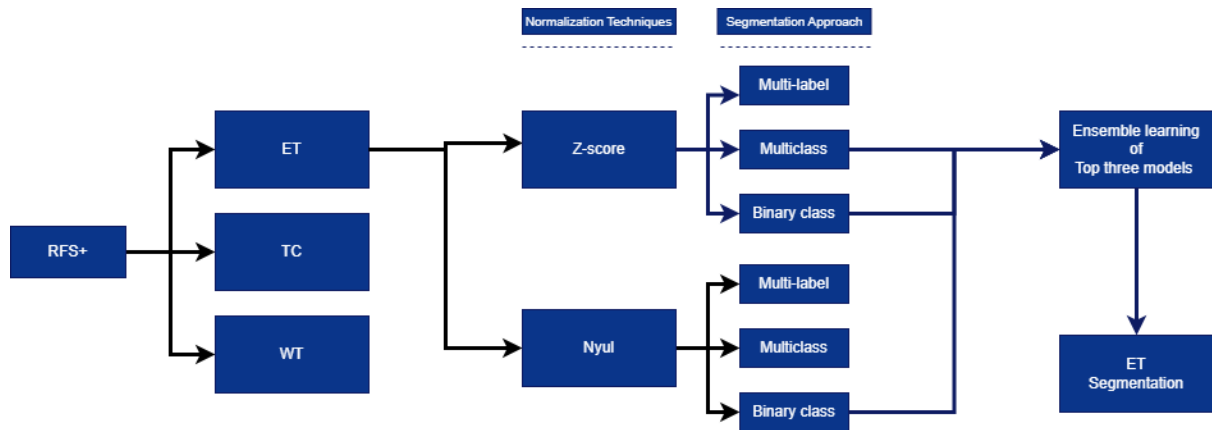 Normalization Techniques
Segmentation Approach
RFS+
ET
TC
WT
Z-score
Nyul
Multi-label
Multiclass
Binary class
Multi-label
Multiclass
Binary class
Ensemble learning
of
Top three models
ET
Segmentation